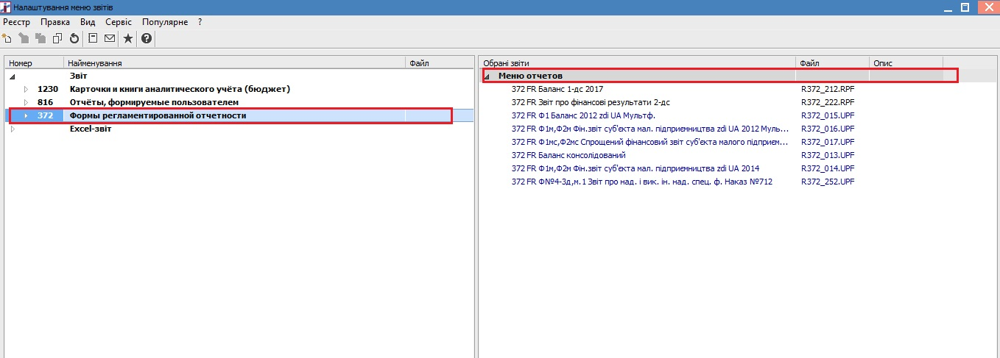 Налаштування меню звітів
Реєстр Правка Вид Сервіс Популярне ?
Номер Найменування Файл
Звіт
1230 Карточки и книги аналитического учёта (бюджет)
816 Отчёты, формируемые пользователем
372 Формы регламентированной отчетности
Excel-звіт
Обрані звіти Файл Опис
Меню отчетов
372 FR Баланс 1-дс 2017 R372_212.RPF
372 FR Звіт про фінансові результати 2-дс R372_222.RPF
372 FR Ф1 Баланс 2012 zdi UA Мультф. R372_015.UPF
372 FR Ф1м,Ф2м Фін.звіт суб'єкта мал. підприємництва zdi UA 2012 Муль... R372_016.UPF
372 FR Ф1мс,Ф2мс Спрощений фінансовий звіт суб'єкта малого підприєм... R372_017.UPF
372 FR Баланс консолідований R372_013.UPF
372 FR Ф1м,Ф2м Фін.звіт суб'єкта мал. підприємництва zdi UA 2014 R372_014.UPF
372 FR Ф№4-3д,м.1 Звіт про над. і вик. ін. над. спец. ф. Наказ №712 R372_252.UPF